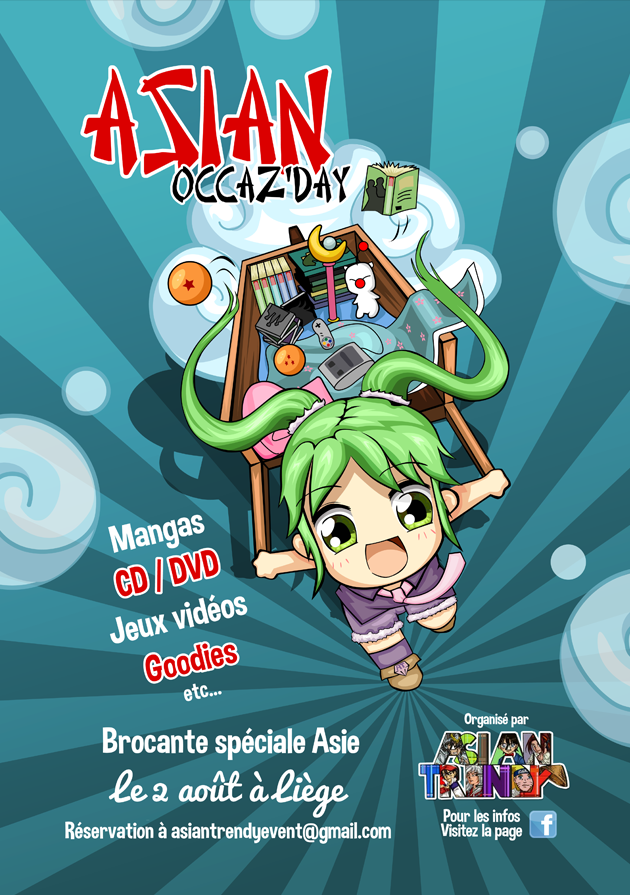 ASIAN
OCCAZ'DAY
Mangas
CD / DVD
Jeux vidéos
Goodies
etc...
Brocante spéciale Asie
Le 2 août à Liège
Réservation à asiantrendyevent@gmail.com
Organisé par
ASIAN
TRENDY
Pour les infos
Visitez la page
f